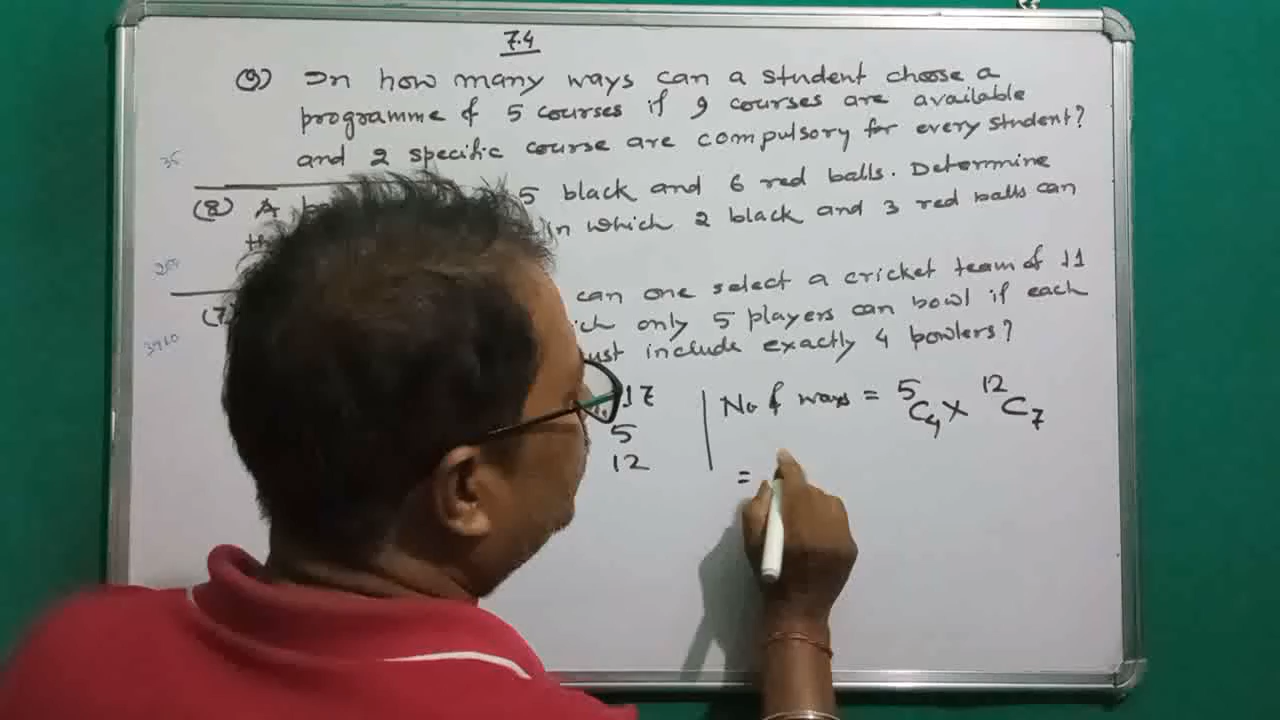 7.4
(9) In how many ways can a student choose a
programme of 5 courses if 9 courses are available
and 2 specific course are compulsory for every student?
35
(8) A 5 black and 6 red balls. Determine
in which 2 black and 3 red balls can
200
(7) can one select a cricket team of 11
only 5 players can bowl if each
include exactly 4 bowlers?
3960
17
5
12
No of ways = ⁵C₄ × ¹²C₇
=